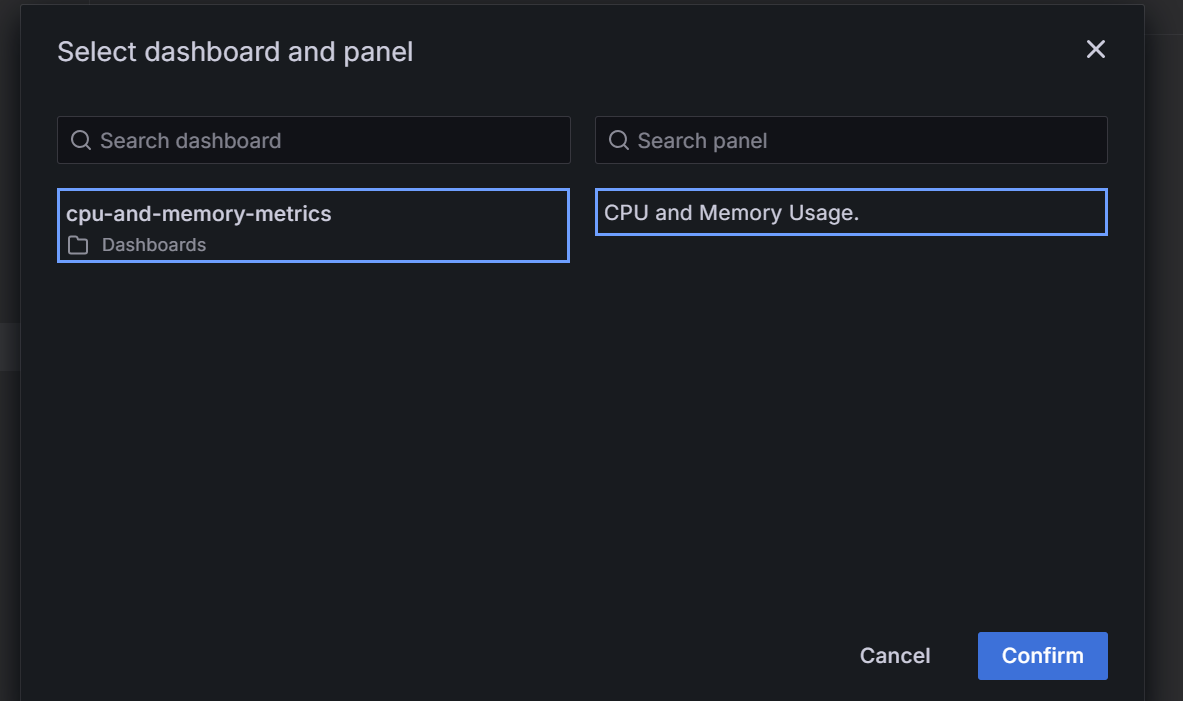 Select dashboard and panel
Search dashboard
Search panel
cpu-and-memory-metrics
Dashboards
CPU and Memory Usage.
Cancel
Confirm